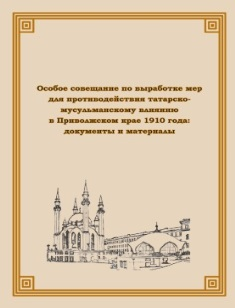 Особое совещание по выработке мер
для противодействия татарско-
мусульманскому влиянию
в Приволжском крае 1910 года:
документы и материалы